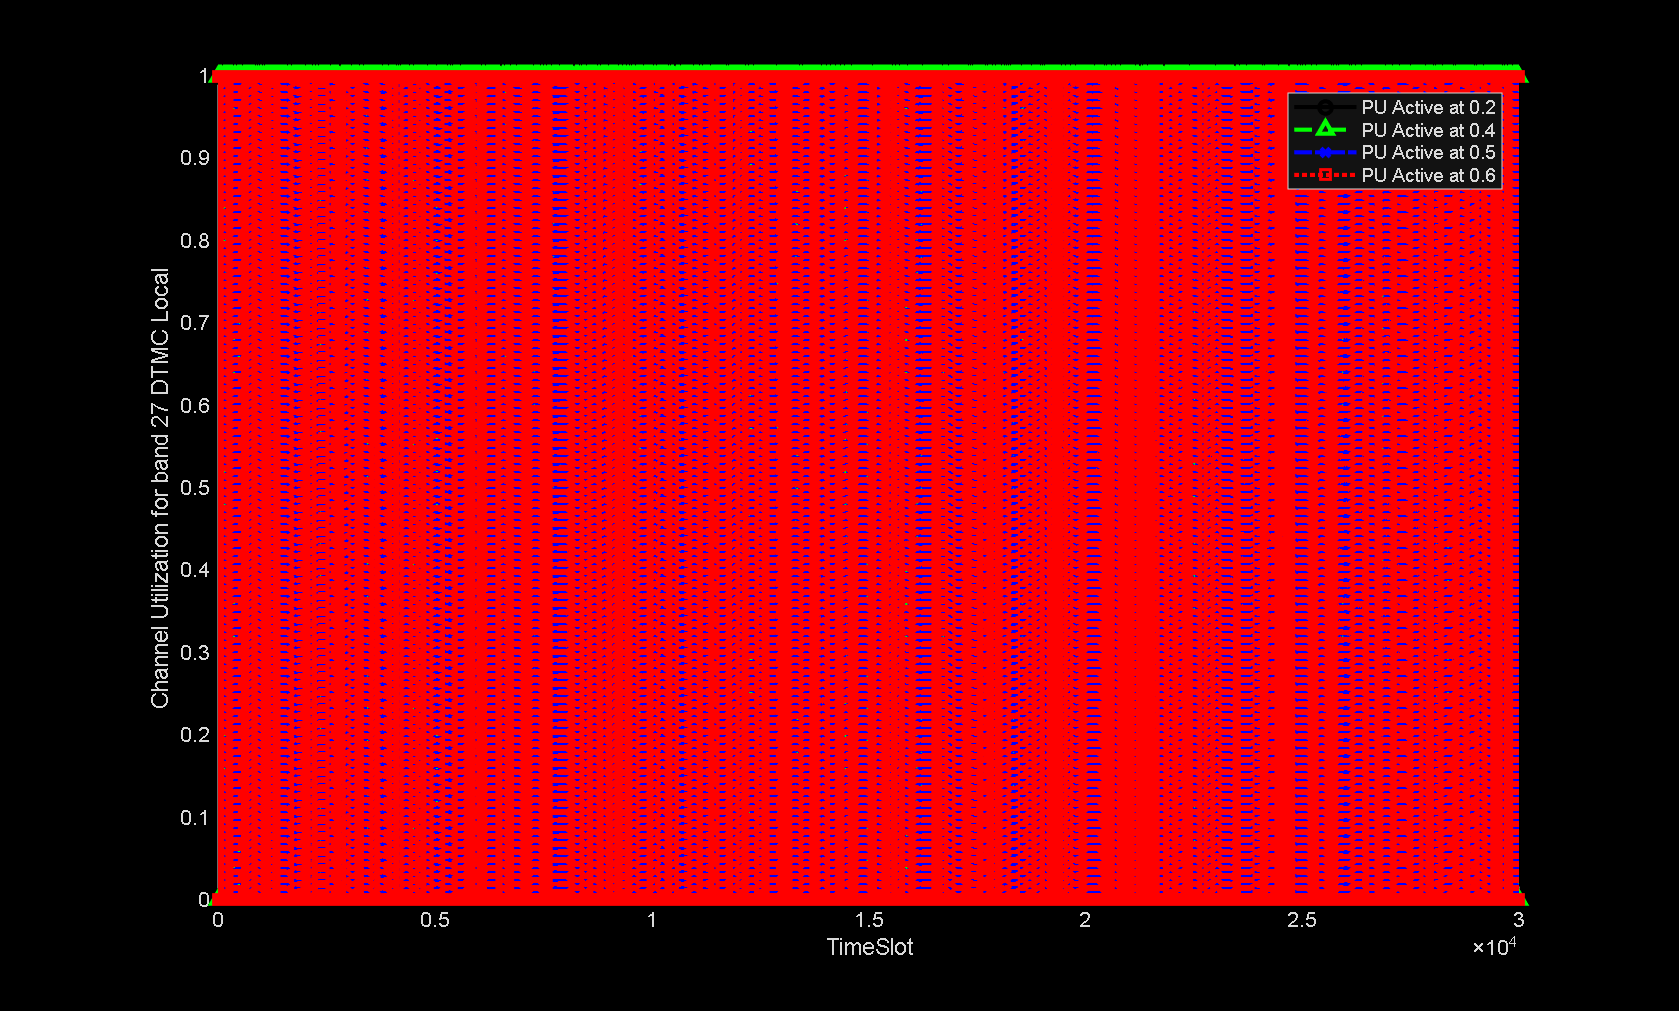 PU Active at 0.2
PU Active at 0.4
PU Active at 0.5
PU Active at 0.6
Channel Utilization for band 27 DTMC Local
1
0.9
0.8
0.7
0.6
0.5
0.4
0.3
0.2
0.1
0
0 0.5 1 1.5 2 2.5 3
TimeSlot
×10⁴